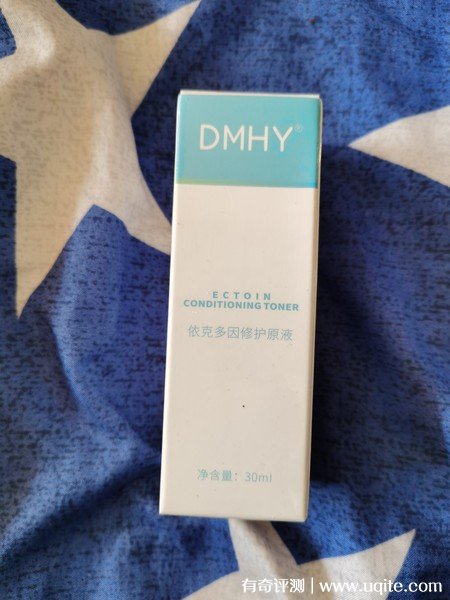 DMHY®
ECTOIN
CONDITIONING TONER
依克多因修护原液
净含量：30ml
有奇评测 | www.uqite.com